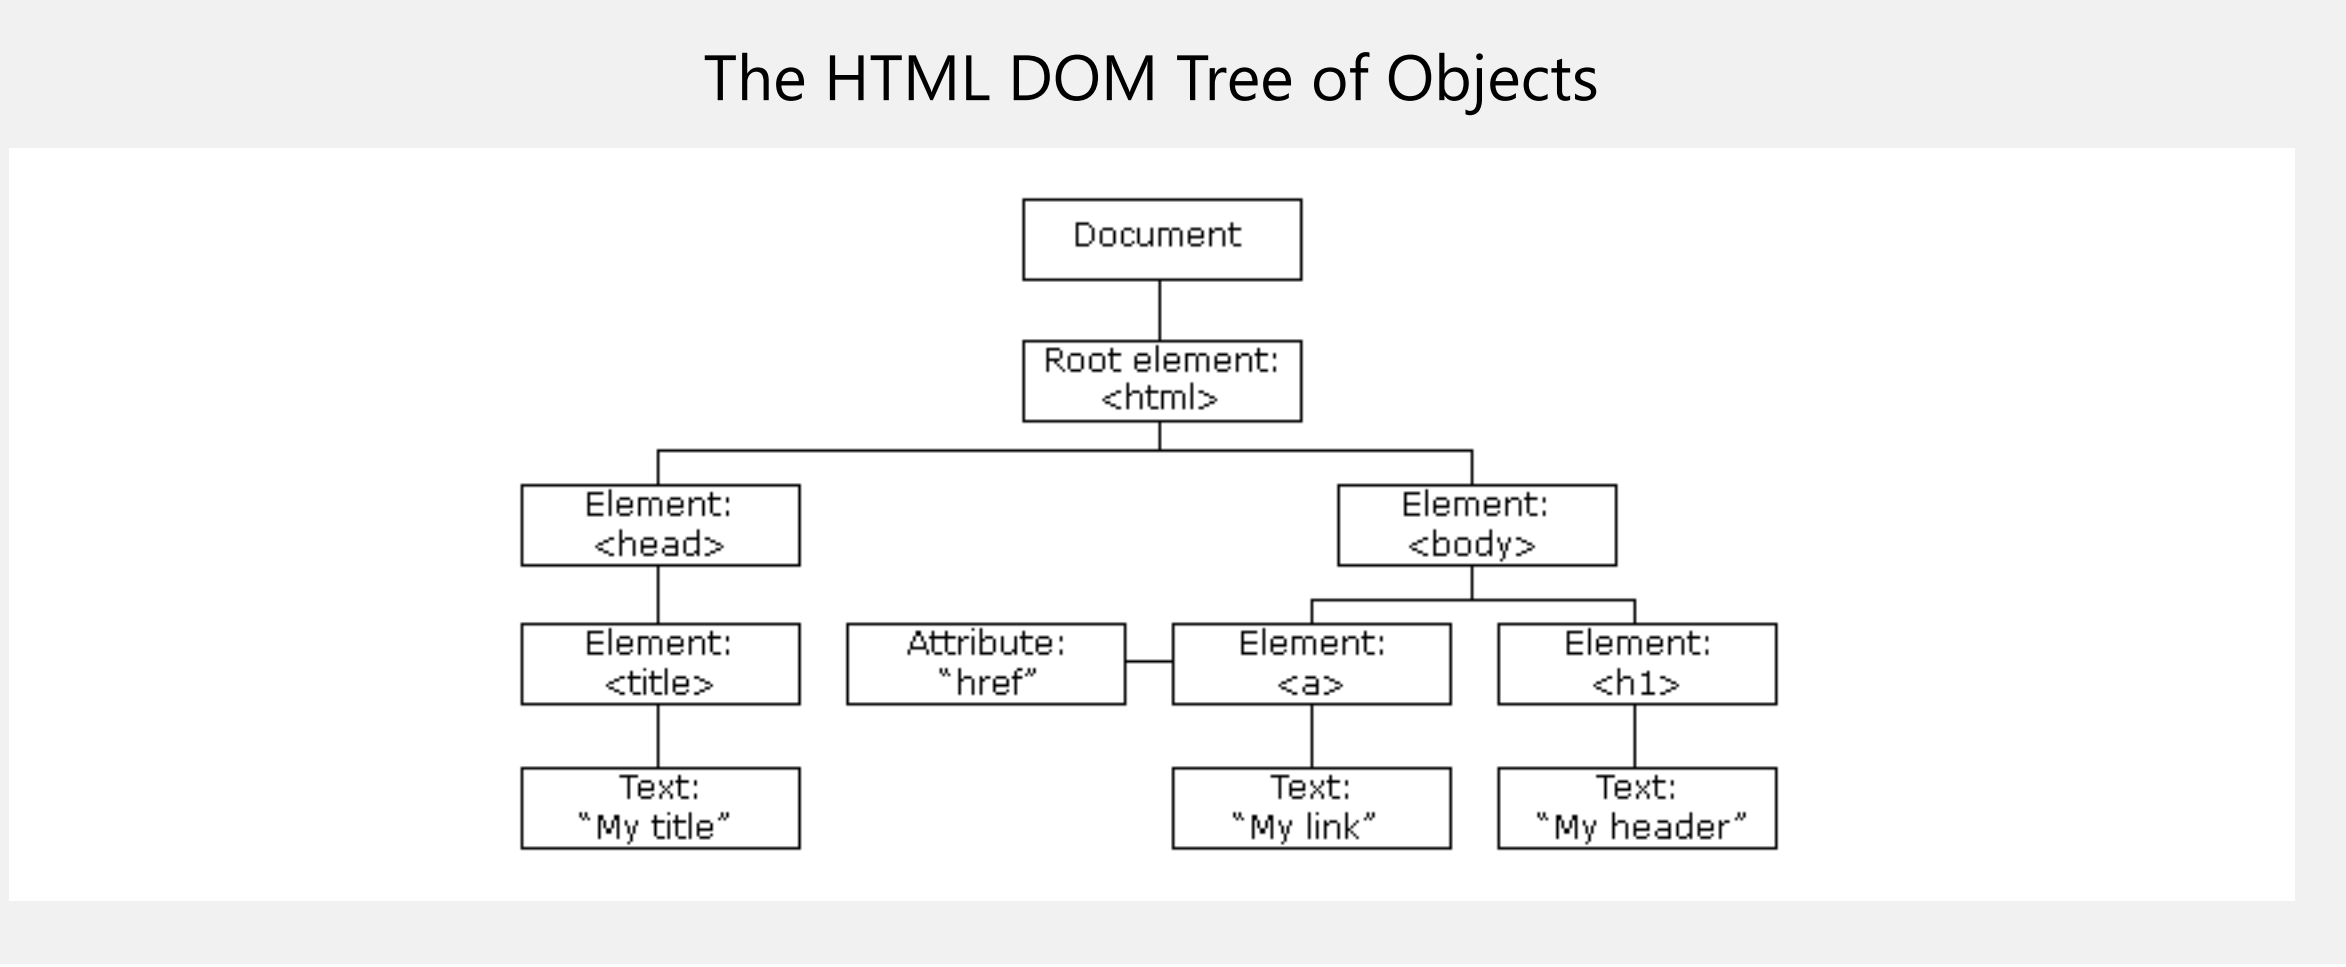 The HTML DOM Tree of Objects
Document
Root element:
<html>
Element:
<head>
Element:
<body>
Element:
<title>
Attribute:
“href”
Element:
<a>
Element:
<h1>
Text:
“My title”
Text:
“My link”
Text:
“My header”